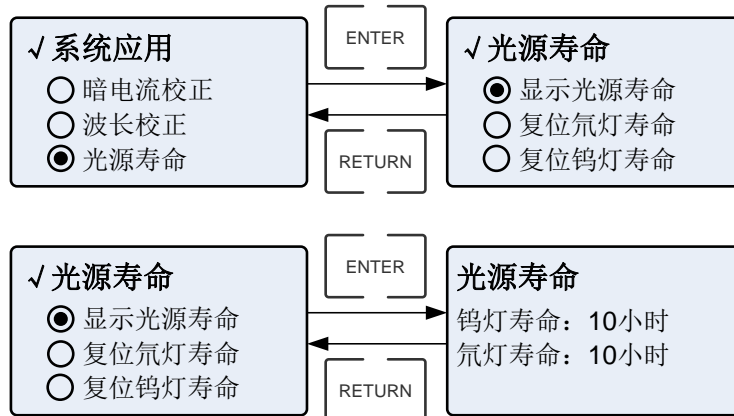 √系统应用
暗电流校正
波长校正
光源寿命
ENTER
RETURN
√光源寿命
显示光源寿命
复位氘灯寿命
复位钨灯寿命
√光源寿命
显示光源寿命
复位氘灯寿命
复位钨灯寿命
ENTER
RETURN
光源寿命
钨灯寿命：10小时
氘灯寿命：10小时